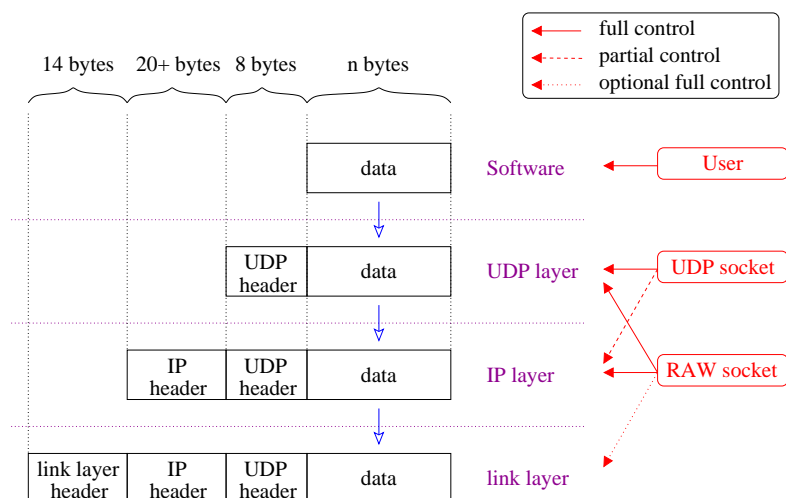 full control
partial control
optional full control
14 bytes
20+ bytes
8 bytes
n bytes
data
Software
User
UDP
header
data
UDP layer
UDP socket
IP
header
UDP
header
data
IP layer
RAW socket
link layer
header
IP
header
UDP
header
data
link layer